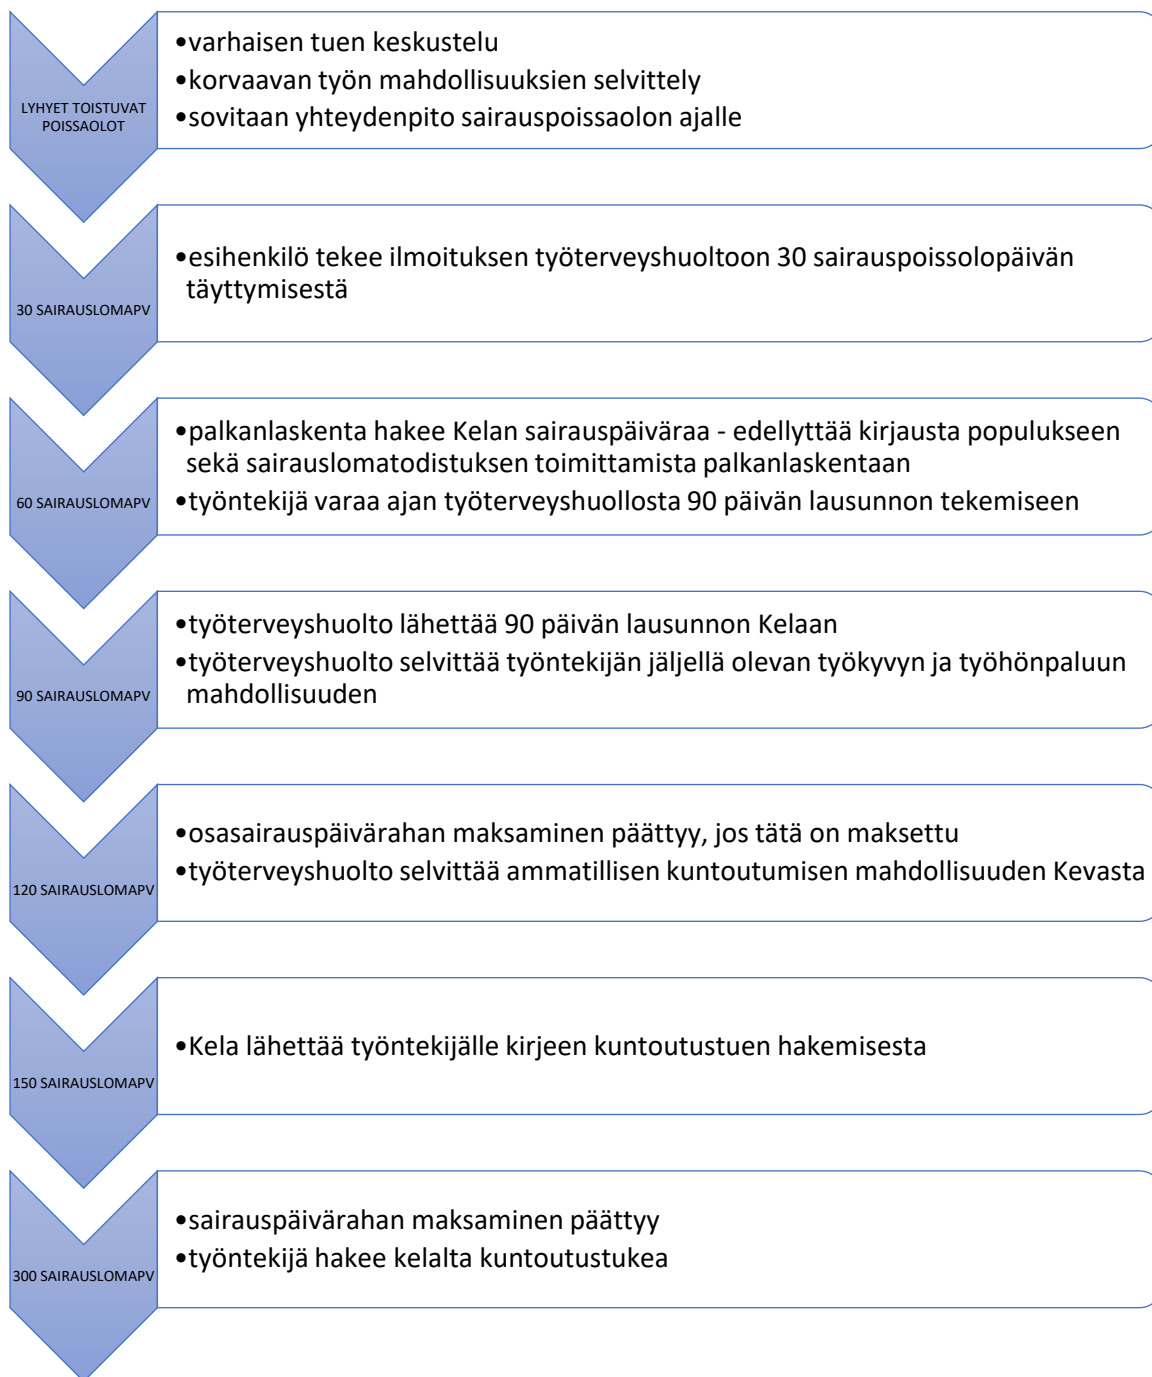 LYHYET TOISTUVAT
POISSAOLOT
•varhaisen tuen keskustelu
•korvaavan työn mahdollisuuksien selvittely
•sovitaan yhteydenpito sairauspoissaolon ajalle
30 SAIRAUSLOMAPV
•esihenkilö tekee ilmoituksen työterveyshuoltoon 30 sairauspoissolopäivän
täyttymisestä
60 SAIRAUSLOMAPV
•palkanlaskenta hakee Kelan sairauspäiväraa - edellyttää kirjausta populukseen
sekä sairauslomatodistuksen toimittamista palkanlaskentaan
•työntekijä varaa ajan työterveyshuollosta 90 päivän lausunnon tekemiseen
90 SAIRAUSLOMAPV
•työterveyshuolto lähettää 90 päivän lausunnon Kelaan
•työterveyshuolto selvittää työntekijän jäljellä olevan työkyvyn ja työhönpaluun
mahdollisuuden
120 SAIRAUSLOMAPV
•osasairauspäivärahan maksaminen päättyy, jos tätä on maksettu
•työterveyshuolto selvittää ammatillisen kuntoutumisen mahdollisuuden Kevasta
150 SAIRAUSLOMAPV
•Kela lähettää työntekijälle kirjeen kuntoutustuen hakemisesta
300 SAIRAUSLOMAPV
•sairauspäivärahan maksaminen päättyy
•työntekijä hakee kelalta kuntoutustukea